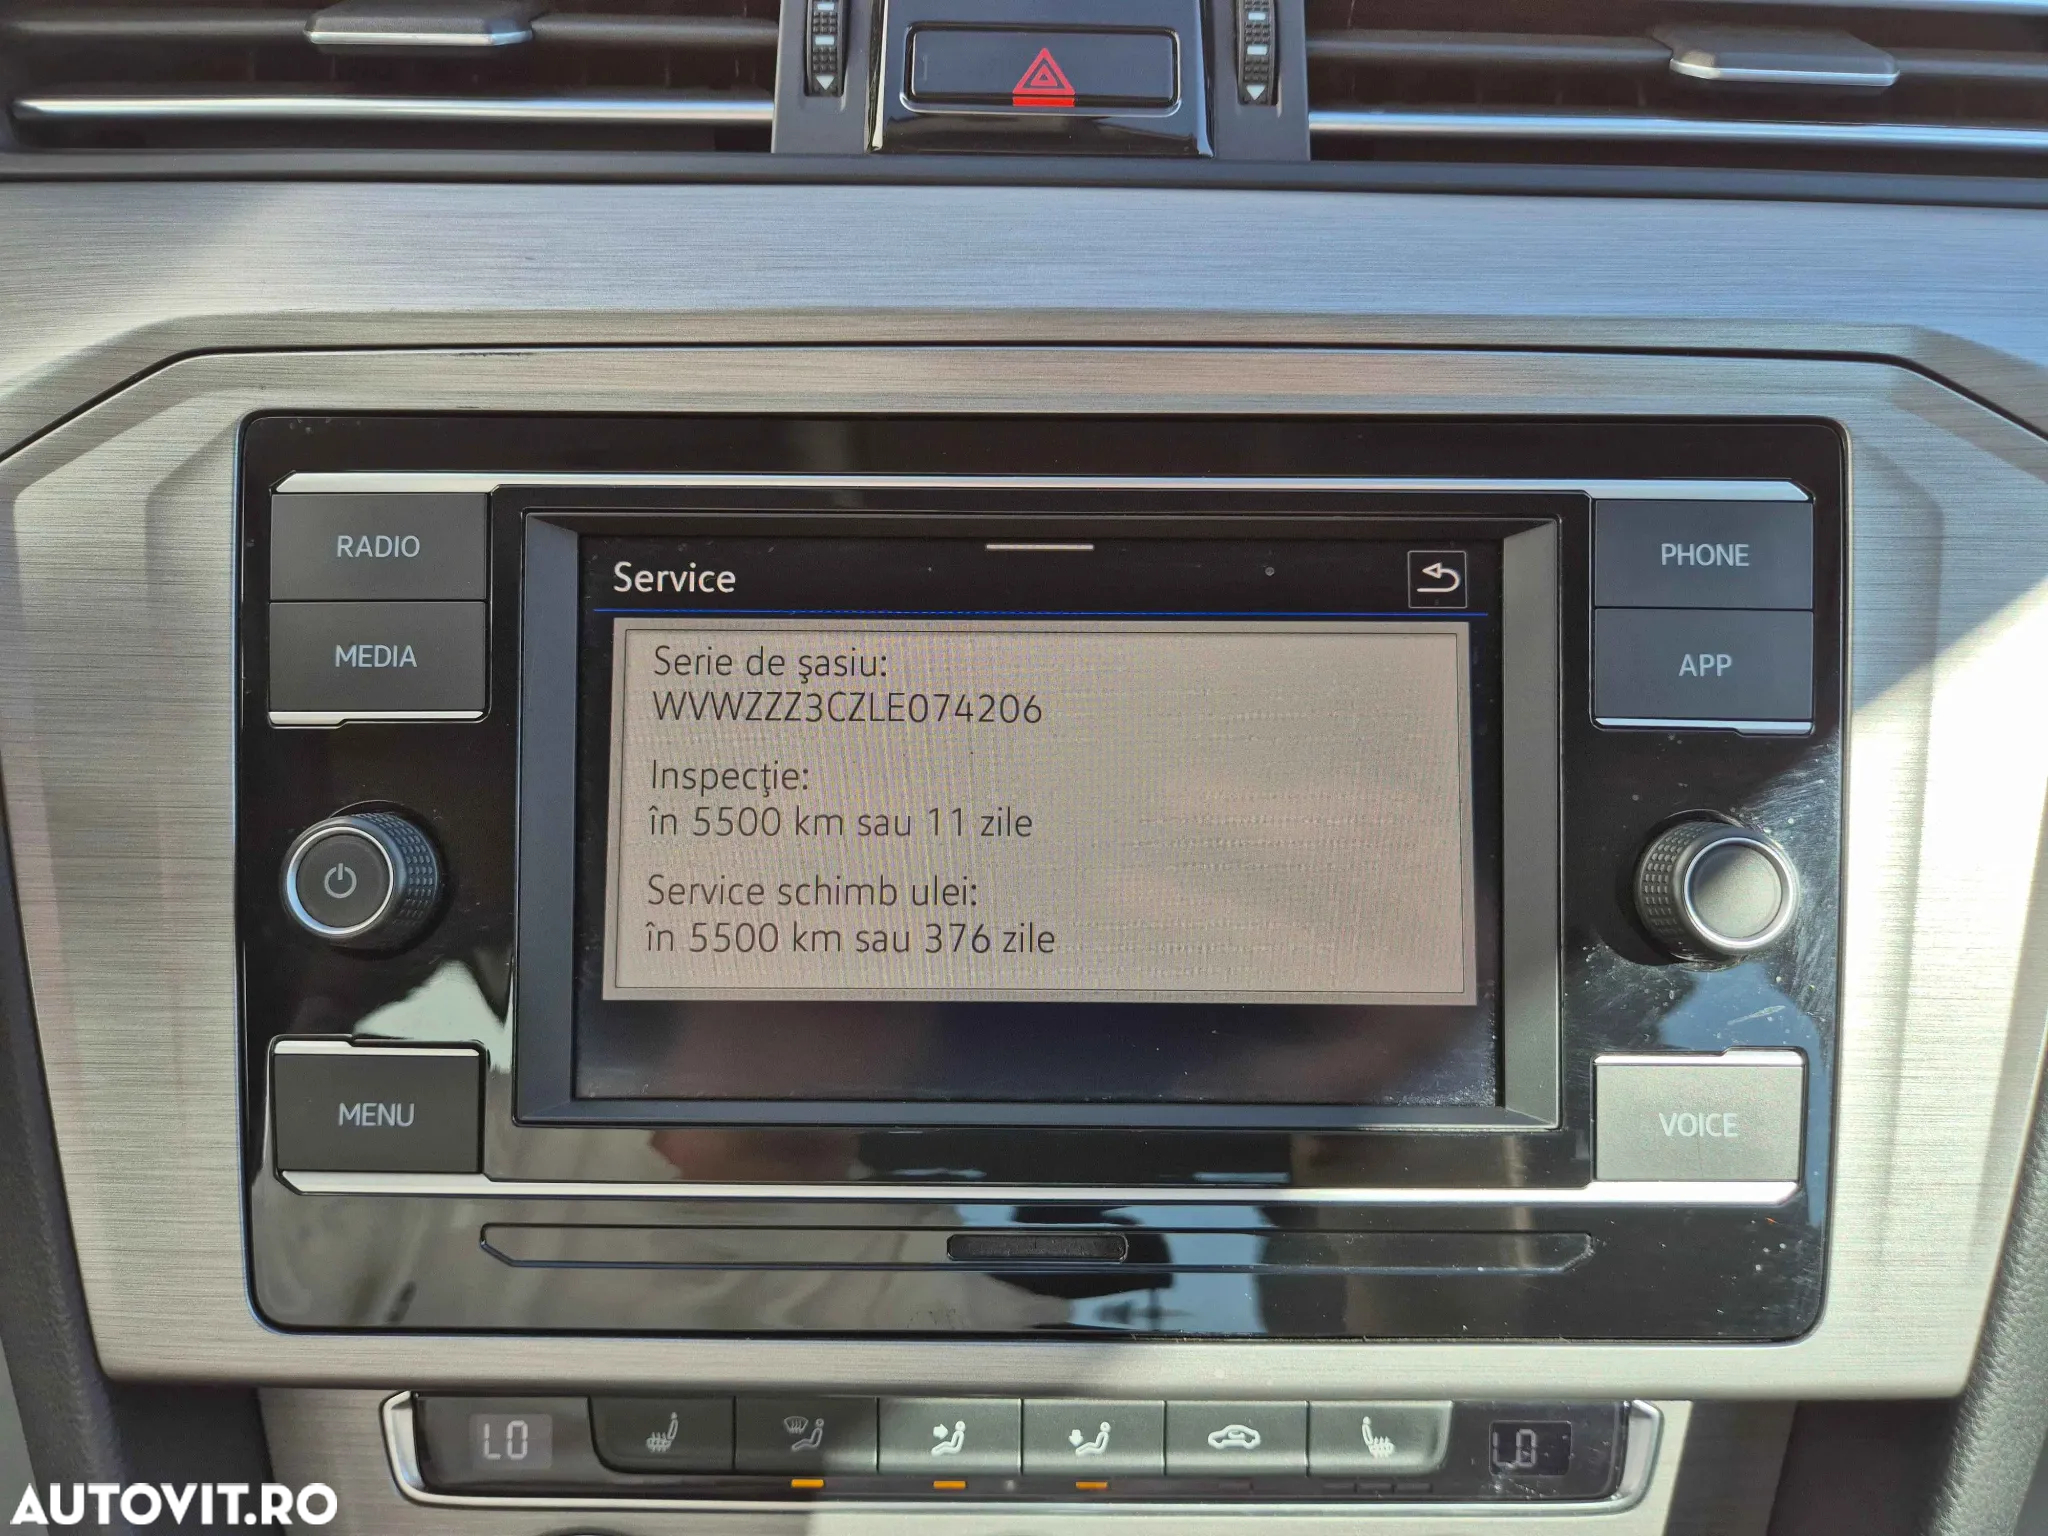 RADIO
MEDIA
MENU
Service
Serie de şasiu:
WVWZZZ3CZLE074206
Inspecţie:
în 5500 km sau 11 zile
Service schimb ulei:
în 5500 km sau 376 zile
PHONE
APP
VOICE
LO
LO
AUTOVIT.RO